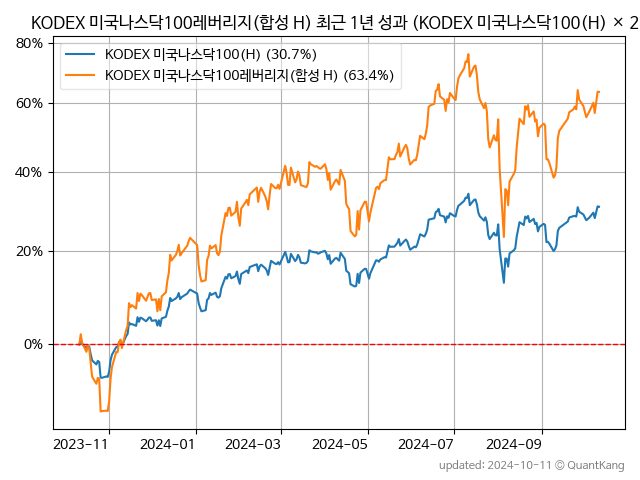 KODEX 미국나스닥100레버리지(합성 H) 최근 1년 성과 (KODEX 미국나스닥100(H) × 2
80%
KODEX 미국나스닥100(H) (30.7%)
KODEX 미국나스닥100레버리지(합성 H) (63.4%)
60%
40%
20%
0%
2023-11 2024-01 2024-03 2024-05 2024-07 2024-09
updated: 2024-10-11 © QuantKang